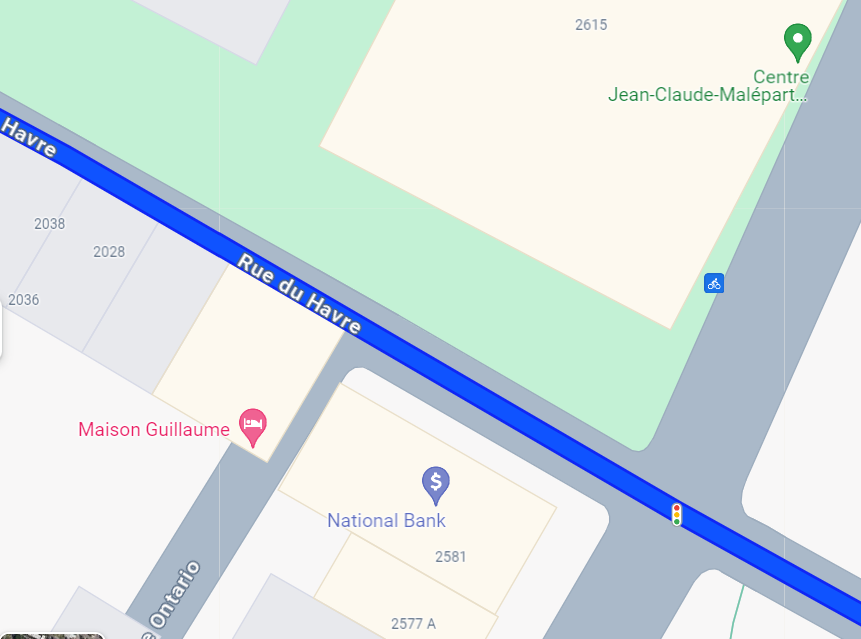 2615
Centre
Jean-Claude-Malépart...
Havre
2038
2028
Rue du Havre
2036
Maison Guillaume
$
National Bank
2581
e Ontario
2577 A